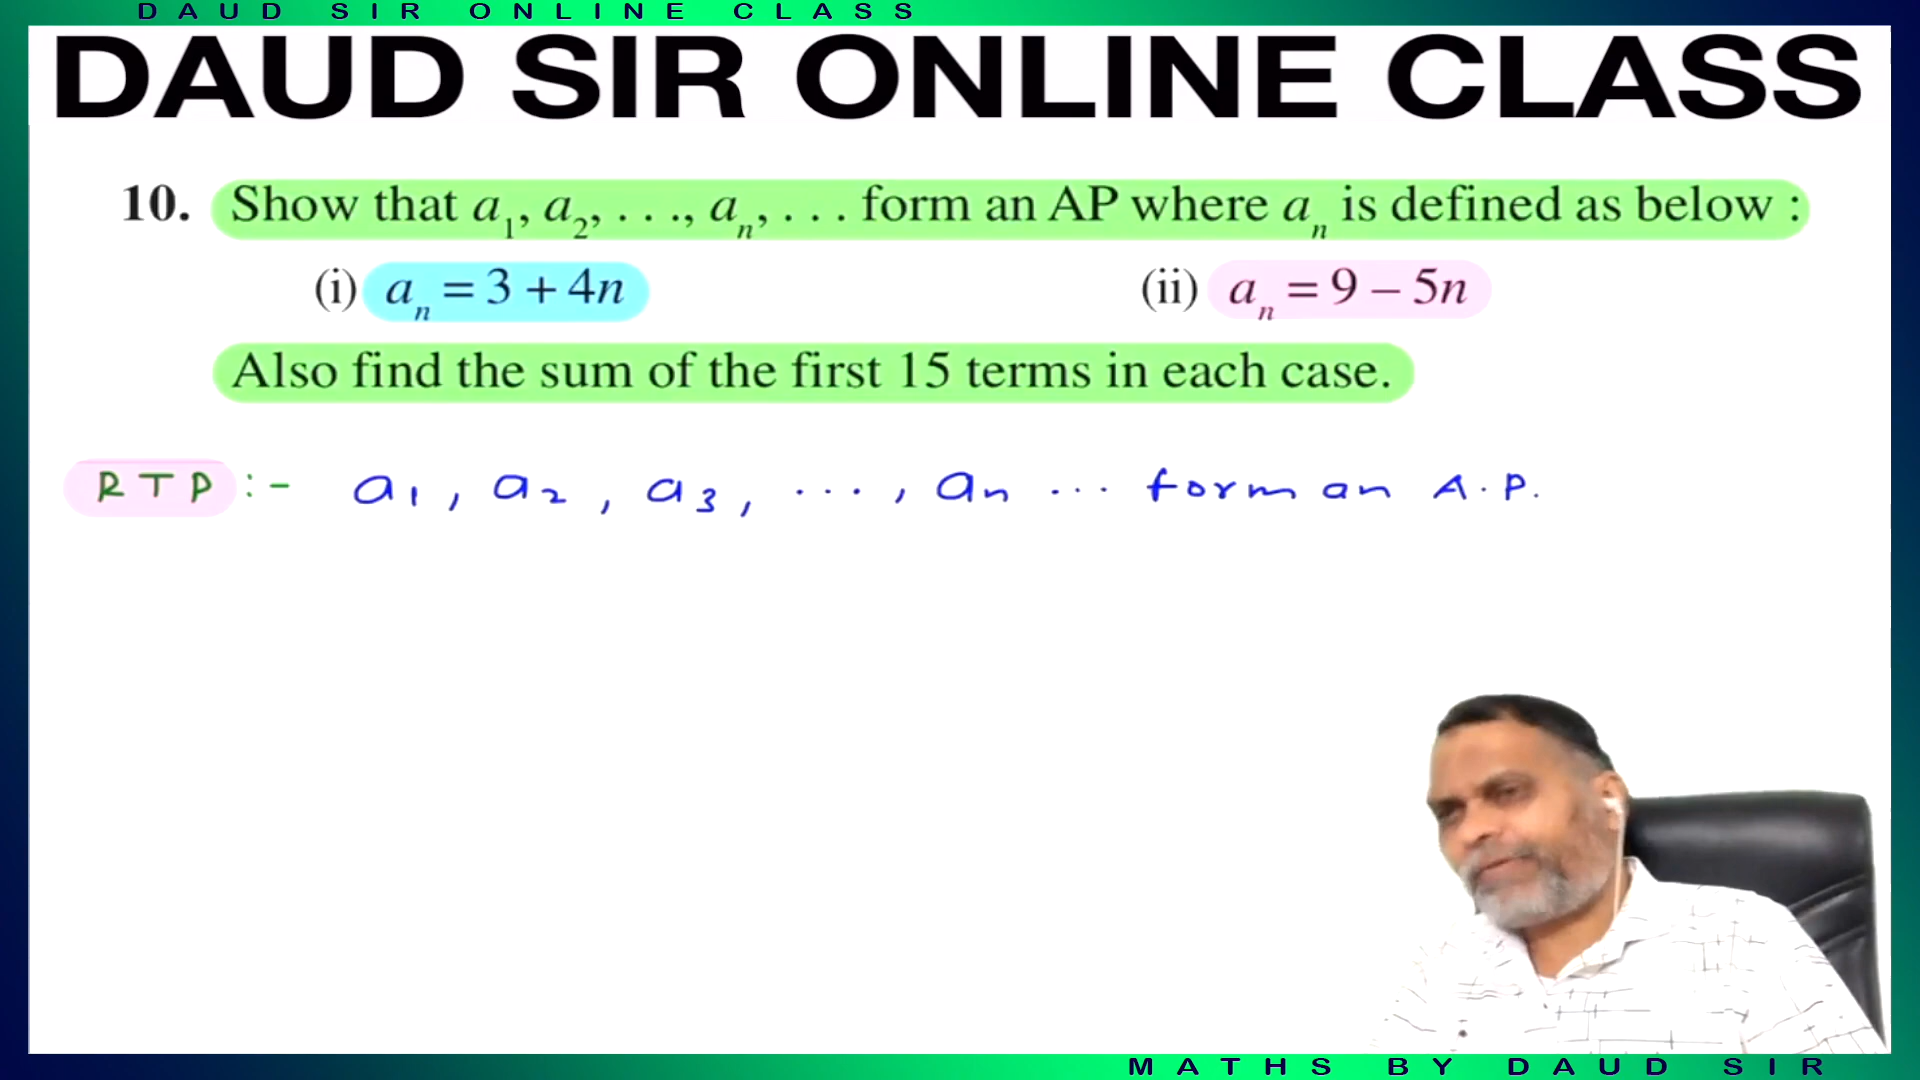 DAUD SIR ONLINE CLASS
DAUD SIR ONLINE CLASS
10. Show that a₁, a₂, . . ., aₙ, . . . form an AP where aₙ is defined as below :
(i) aₙ = 3 + 4n (ii) aₙ = 9 – 5n
Also find the sum of the first 15 terms in each case.
RTP :- a₁, a₂, a₃, ..., aₙ ... form an A.P.
MATHS BY DAUD SIR